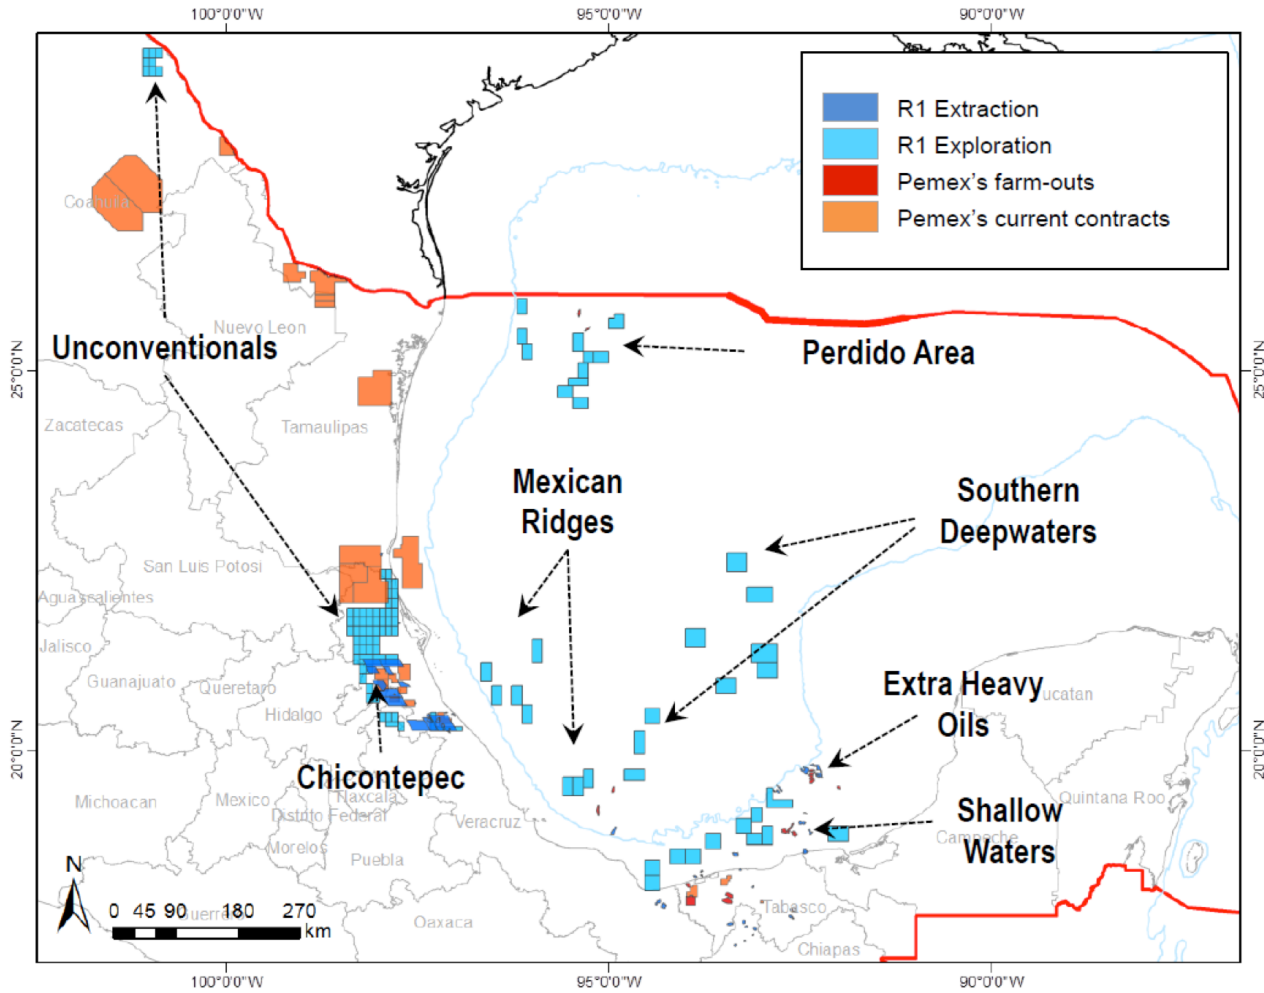 100°0'0"W 95°0'0"W 90°0'0"W
R1 Extraction
R1 Exploration
Pemex's farm-outs
Pemex's current contracts
Coahuila
Nuevo Leon
Unconventionals
Perdido Area
25°0'0"N
25°0'0"N
Zacatecas
Tamaulipas
Mexican
Ridges
Southern
Deepwaters
San Luis Potosi
Aguascalientes
Jalisco
Guanajuato
Queretaro
Hidalgo
Extra Heavy
Oils
Yucatan
20°0'0"N
20°0'0"N
Chicontepec
Michoacan
Mexico
Tlaxcala
Distrito Federal
Morelos
Puebla
Veracruz
Quintana Roo
Shallow
Waters
Campeche
N
0 45 90 180 270
km
Guerrero
Oaxaca
Tabasco
Chiapas
100°0'0"W 95°0'0"W 90°0'0"W